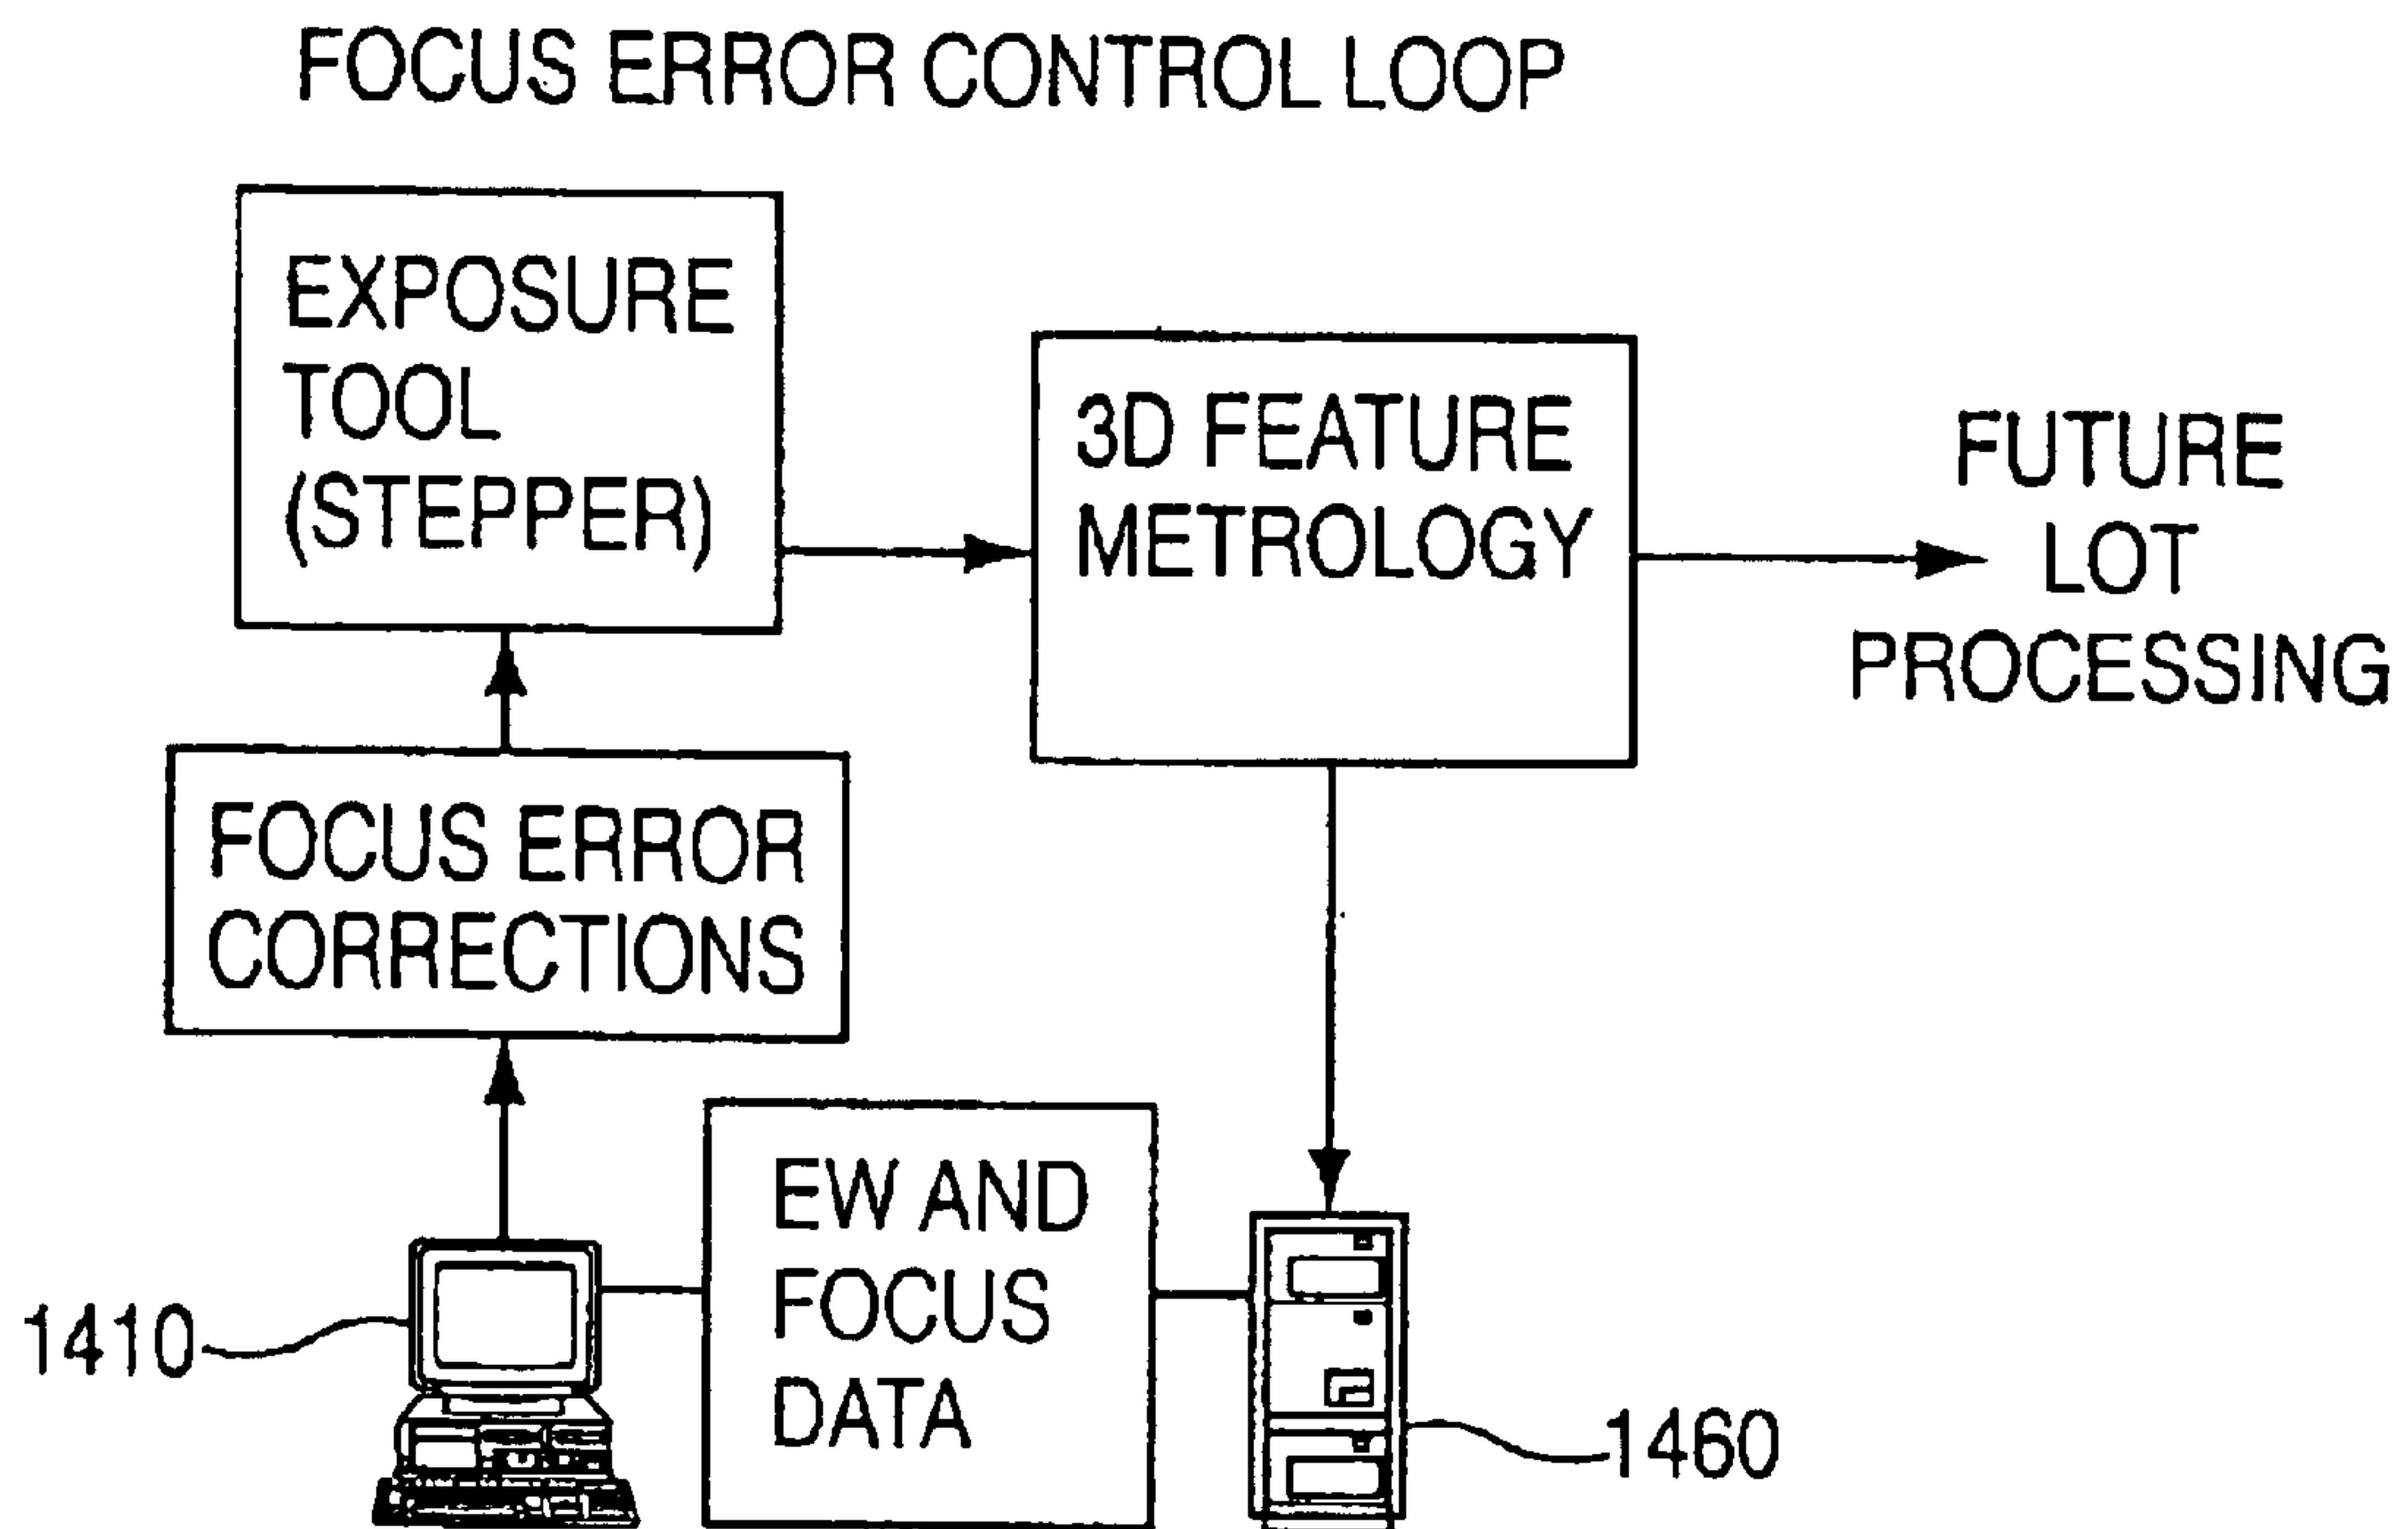 FOCUS ERROR CONTROL LOOP
EXPOSURE
TOOL
(STEPPER)
3D FEATURE
METROLOGY
FUTURE
LOT
PROCESSING
FOCUS ERROR
CORRECTIONS
EW AND
FOCUS
DATA
1410
1460